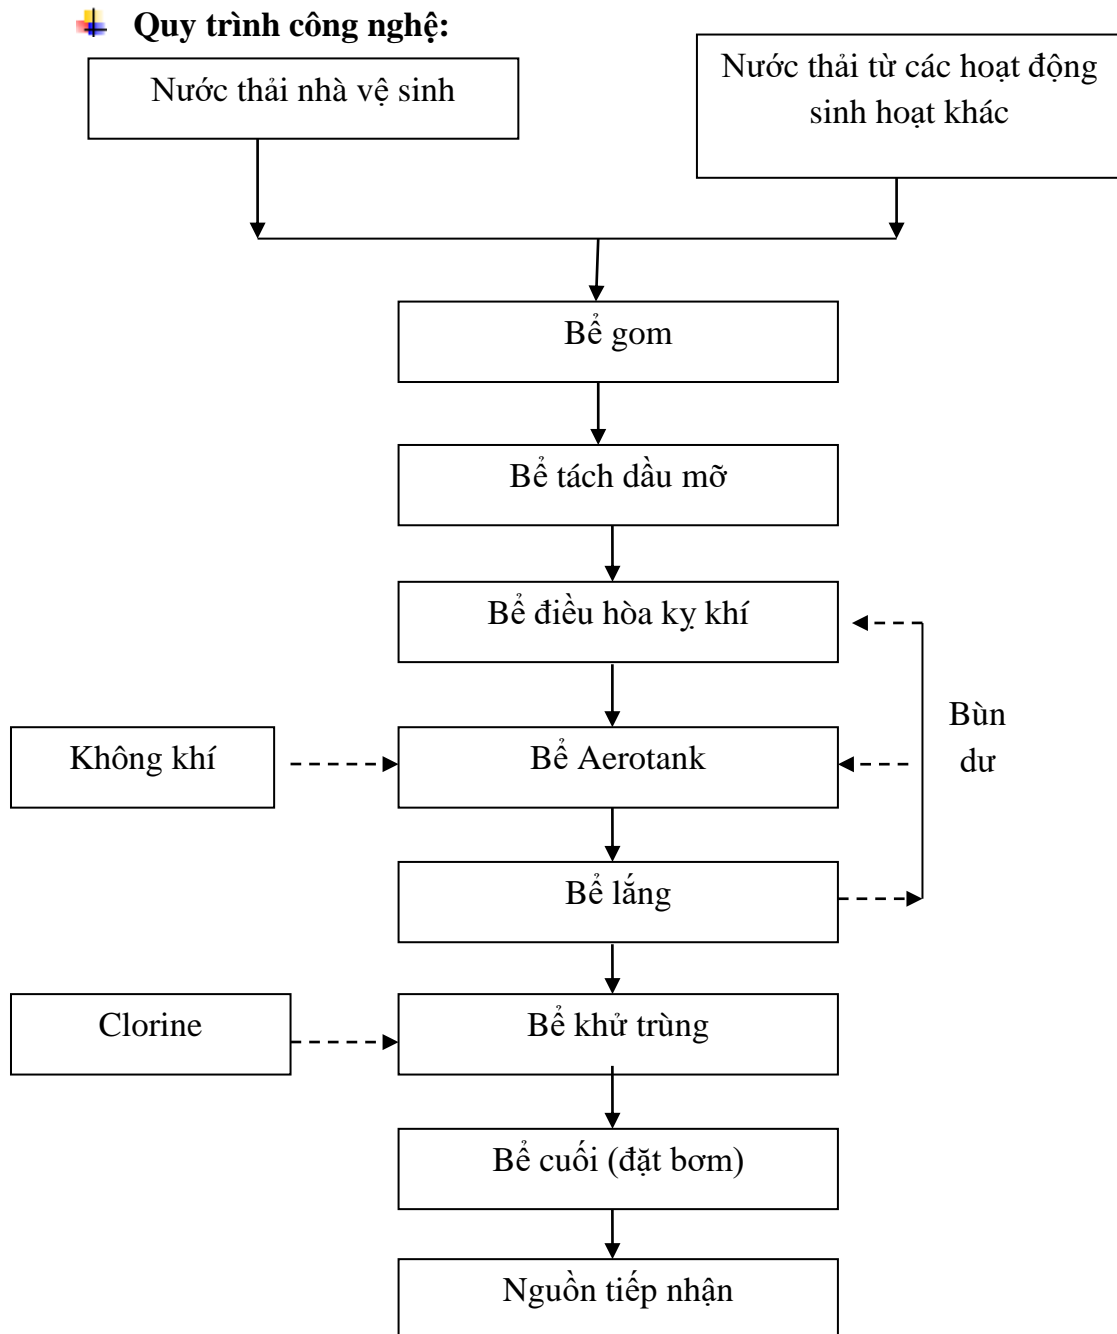 Quy trình công nghệ:
Nước thải nhà vệ sinh
Nước thải từ các hoạt động
sinh hoạt khác
Bể gom
Bể tách dầu mỡ
Bể điều hòa kỵ khí
Bùn
dư
Không khí
Bể Aerotank
Bể lắng
Clorine
Bể khử trùng
Bể cuối (đặt bơm)
Nguồn tiếp nhận